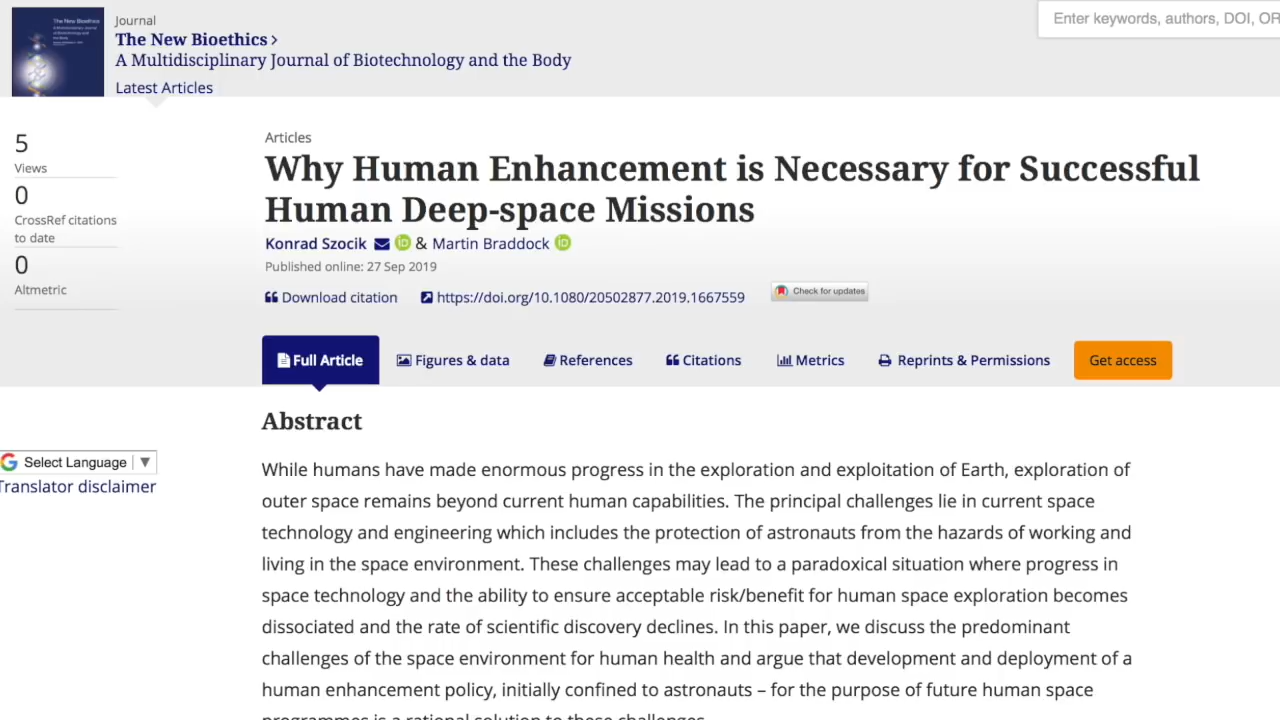 Journal
The New Bioethics >
A Multidisciplinary Journal of Biotechnology and the Body
Latest Articles
Enter keywords, authors, DOI, OR
5
Views
0
CrossRef citations
to date
0
Altmetric
Articles
Why Human Enhancement is Necessary for Successful
Human Deep-space Missions
Konrad Szocik & Martin Braddock
Published online: 27 Sep 2019
Download citation https://doi.org/10.1080/20502877.2019.1667559 Check for updates
Full Article Figures & data References Citations Metrics Reprints & Permissions Get access
Select Language ▼
Translator disclaimer
Abstract
While humans have made enormous progress in the exploration and exploitation of Earth, exploration of
outer space remains beyond current human capabilities. The principal challenges lie in current space
technology and engineering which includes the protection of astronauts from the hazards of working and
living in the space environment. These challenges may lead to a paradoxical situation where progress in
space technology and the ability to ensure acceptable risk/benefit for human space exploration becomes
dissociated and the rate of scientific discovery declines. In this paper, we discuss the predominant
challenges of the space environment for human health and argue that development and deployment of a
human enhancement policy, initially confined to astronauts – for the purpose of future human space
programmes is a rational solution to these challenges.